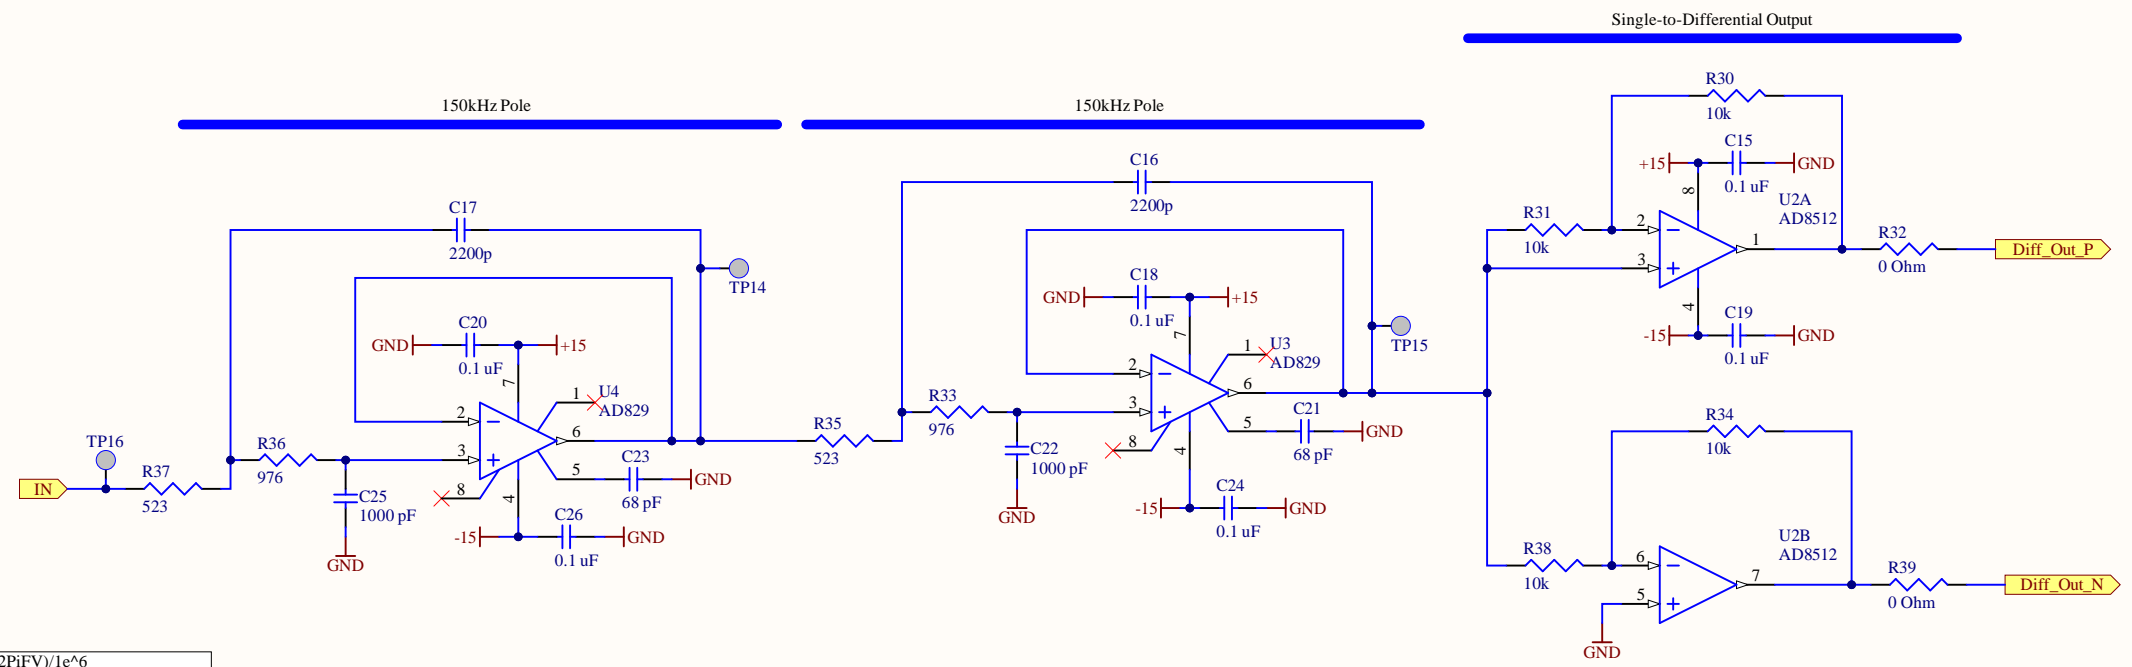 Single-to-Differential Output
150kHz Pole
150kHz Pole
R30
10k
C15
+15
GND
0.1 uF
8
U2A
AD8512
R31
10k
2
3
1
R32
0 Ohm
Diff_Out_P
4
C19
-15
GND
0.1 uF
C16
2200p
C17
2200p
TP14
C18
GND
+15
0.1 uF
7
1
U3
AD829
TP15
2
3
6
R33
976
8
5
C21
GND
68 pF
4
C22
1000 pF
GND
C24
-15
GND
0.1 uF
C20
GND
+15
0.1 uF
7
1
U4
AD829
2
3
6
R35
523
TP16
R36
976
R37
523
IN
8
5
C23
GND
68 pF
4
C25
1000 pF
GND
C26
-15
GND
0.1 uF
R34
10k
R38
10k
6
5
7
U2B
AD8512
R39
0 Ohm
Diff_Out_N
GND
2PiFV)/1e^6